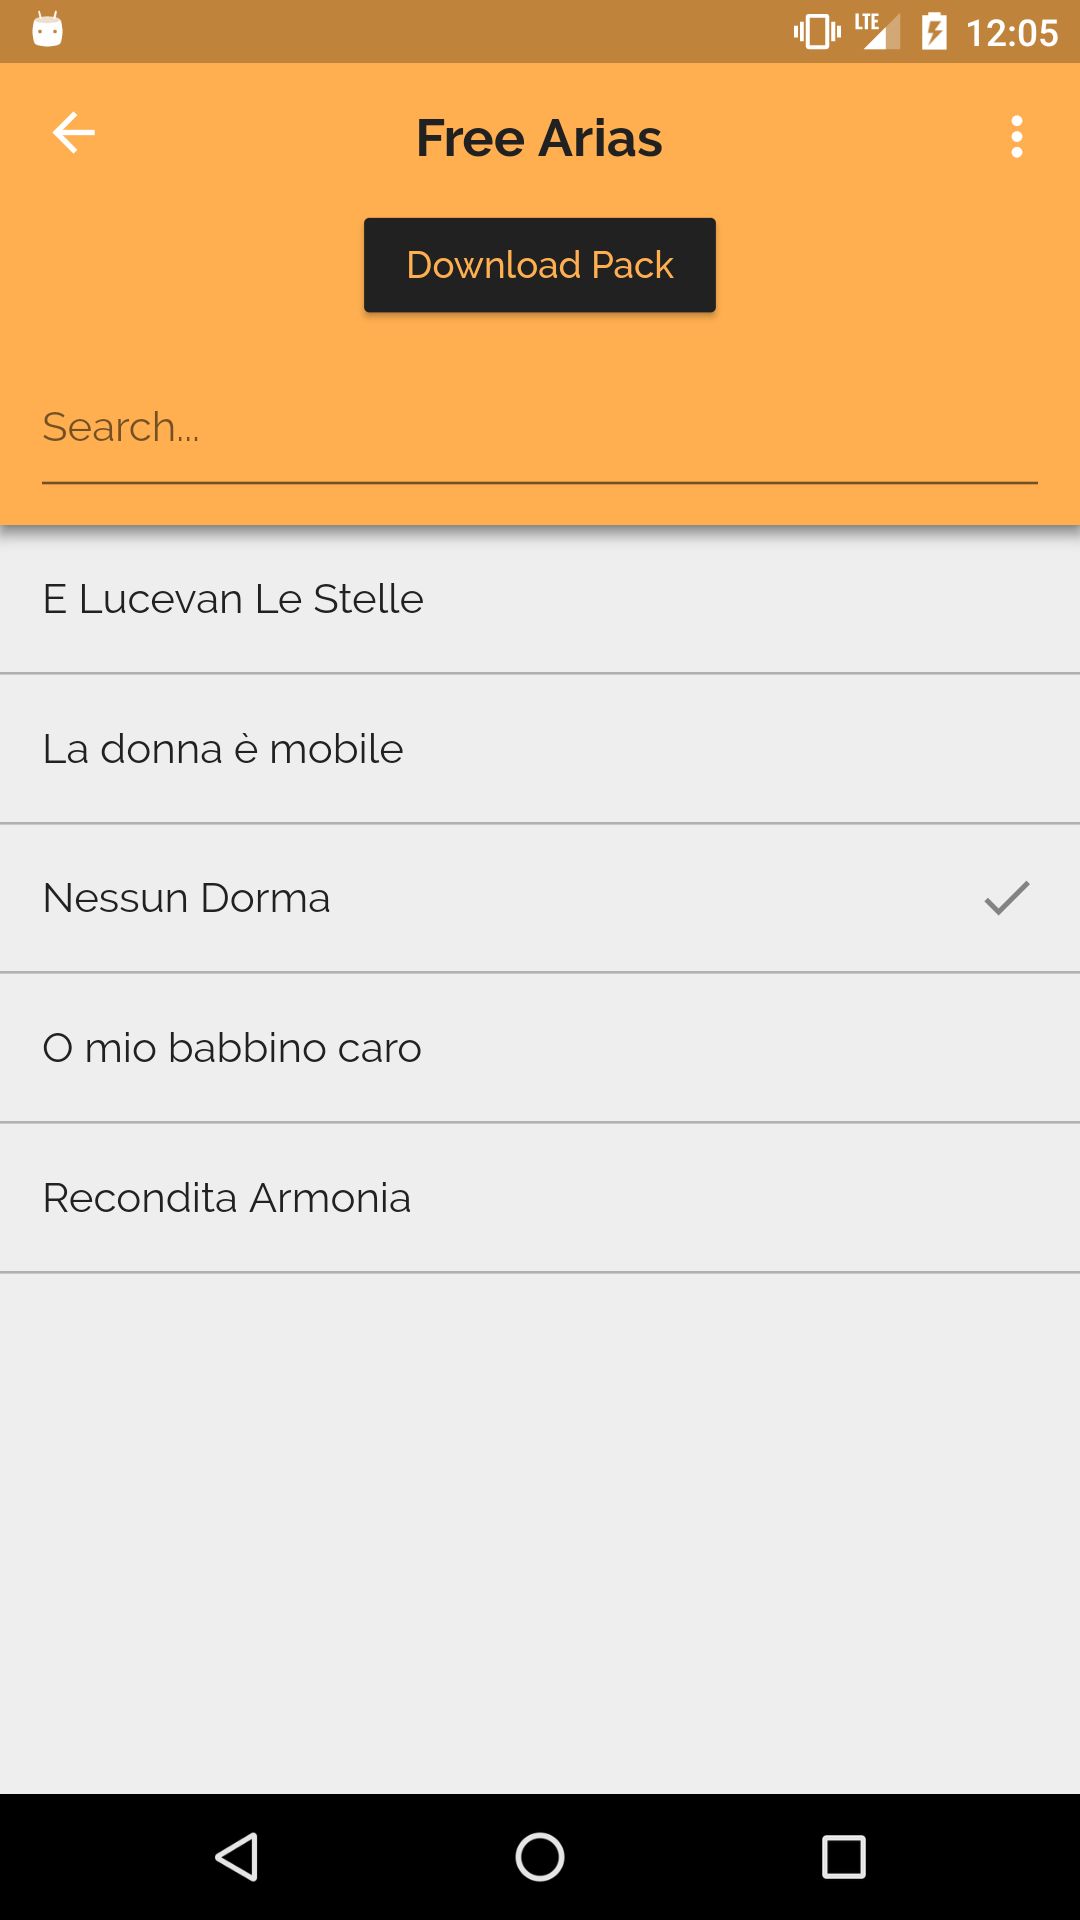 LTE 12:05
Free Arias
Download Pack
Search...
E Lucevan Le Stelle
La donna è mobile
Nessun Dorma
O mio babbino caro
Recondita Armonia